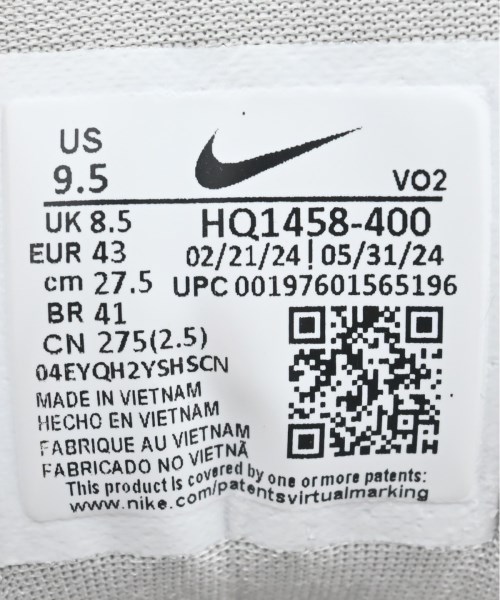 US
9.5
VO2
UK 8.5
HQ1458-400
EUR 43
02/21/24 | 05/31/24
cm 27.5
UPC 00197601565196
BR 41
CN 275(2.5)
04EYQH2YSHSCN
MADE IN VIETNAM
HECHO EN VIETNAM
FABRIQUE AU VIETNAM
FABRICADO NO VIETNÃ
This product is covered by one or more patents:
www.nike.com/patentsvirtualmarking